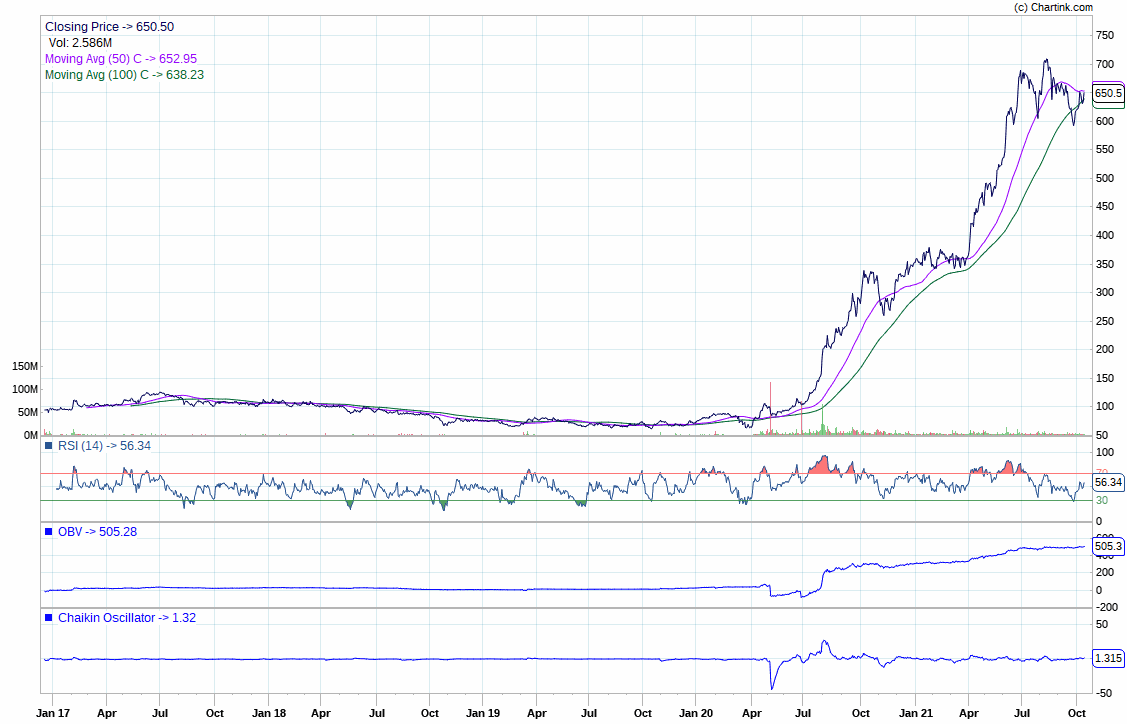 (c) Chartink.com
Closing Price -> 650.50
Vol: 2.586M
Moving Avg (50) C -> 652.95
Moving Avg (100) C -> 638.23
750
700
650.5
600
550
500
450
400
350
300
250
200
150
100
50
150M
100M
50M
0M
RSI (14) -> 56.34
100
70
56.34
30
0
OBV -> 505.28
600
505.3
400
200
0
-200
Chaikin Oscillator -> 1.32
50
1.315
-50
Jan 17 Apr Jul Oct Jan 18 Apr Jul Oct Jan 19 Apr Jul Oct Jan 20 Apr Jul Oct Jan 21 Apr Jul Oct